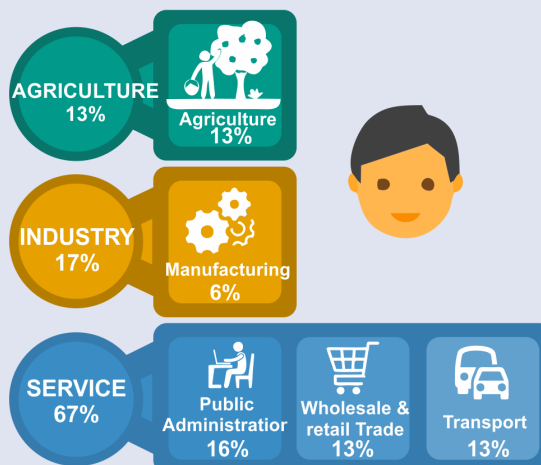 AGRICULTURE
13%
Agriculture
13%
INDUSTRY
17%
Manufacturing
6%
SERVICE
67%
Public
Administratior
16%
Wholesale &
retail Trade
13%
Transport
13%